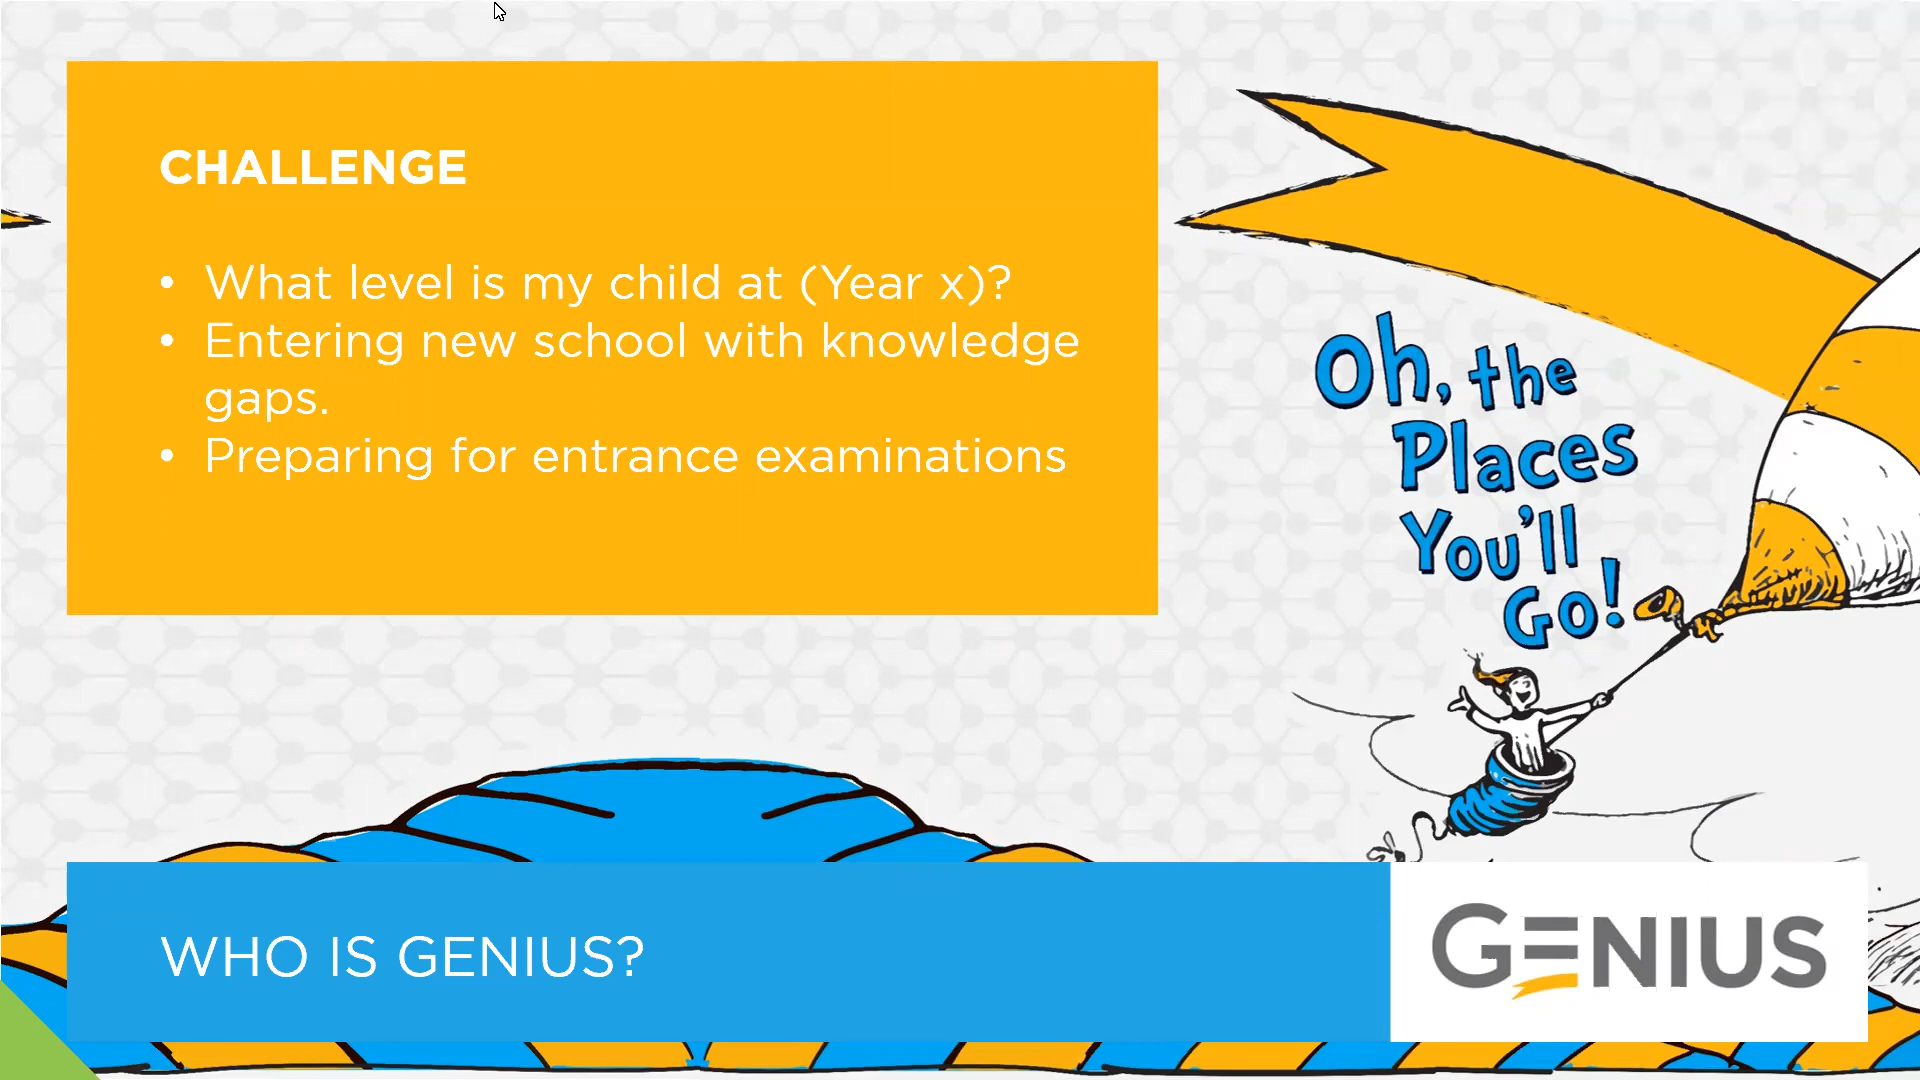 CHALLENGE
• What level is my child at (Year x)?
• Entering new school with knowledge
gaps.
• Preparing for entrance examinations
Oh, the
Places
You'll
Go!
WHO IS GENIUS?
GENIUS